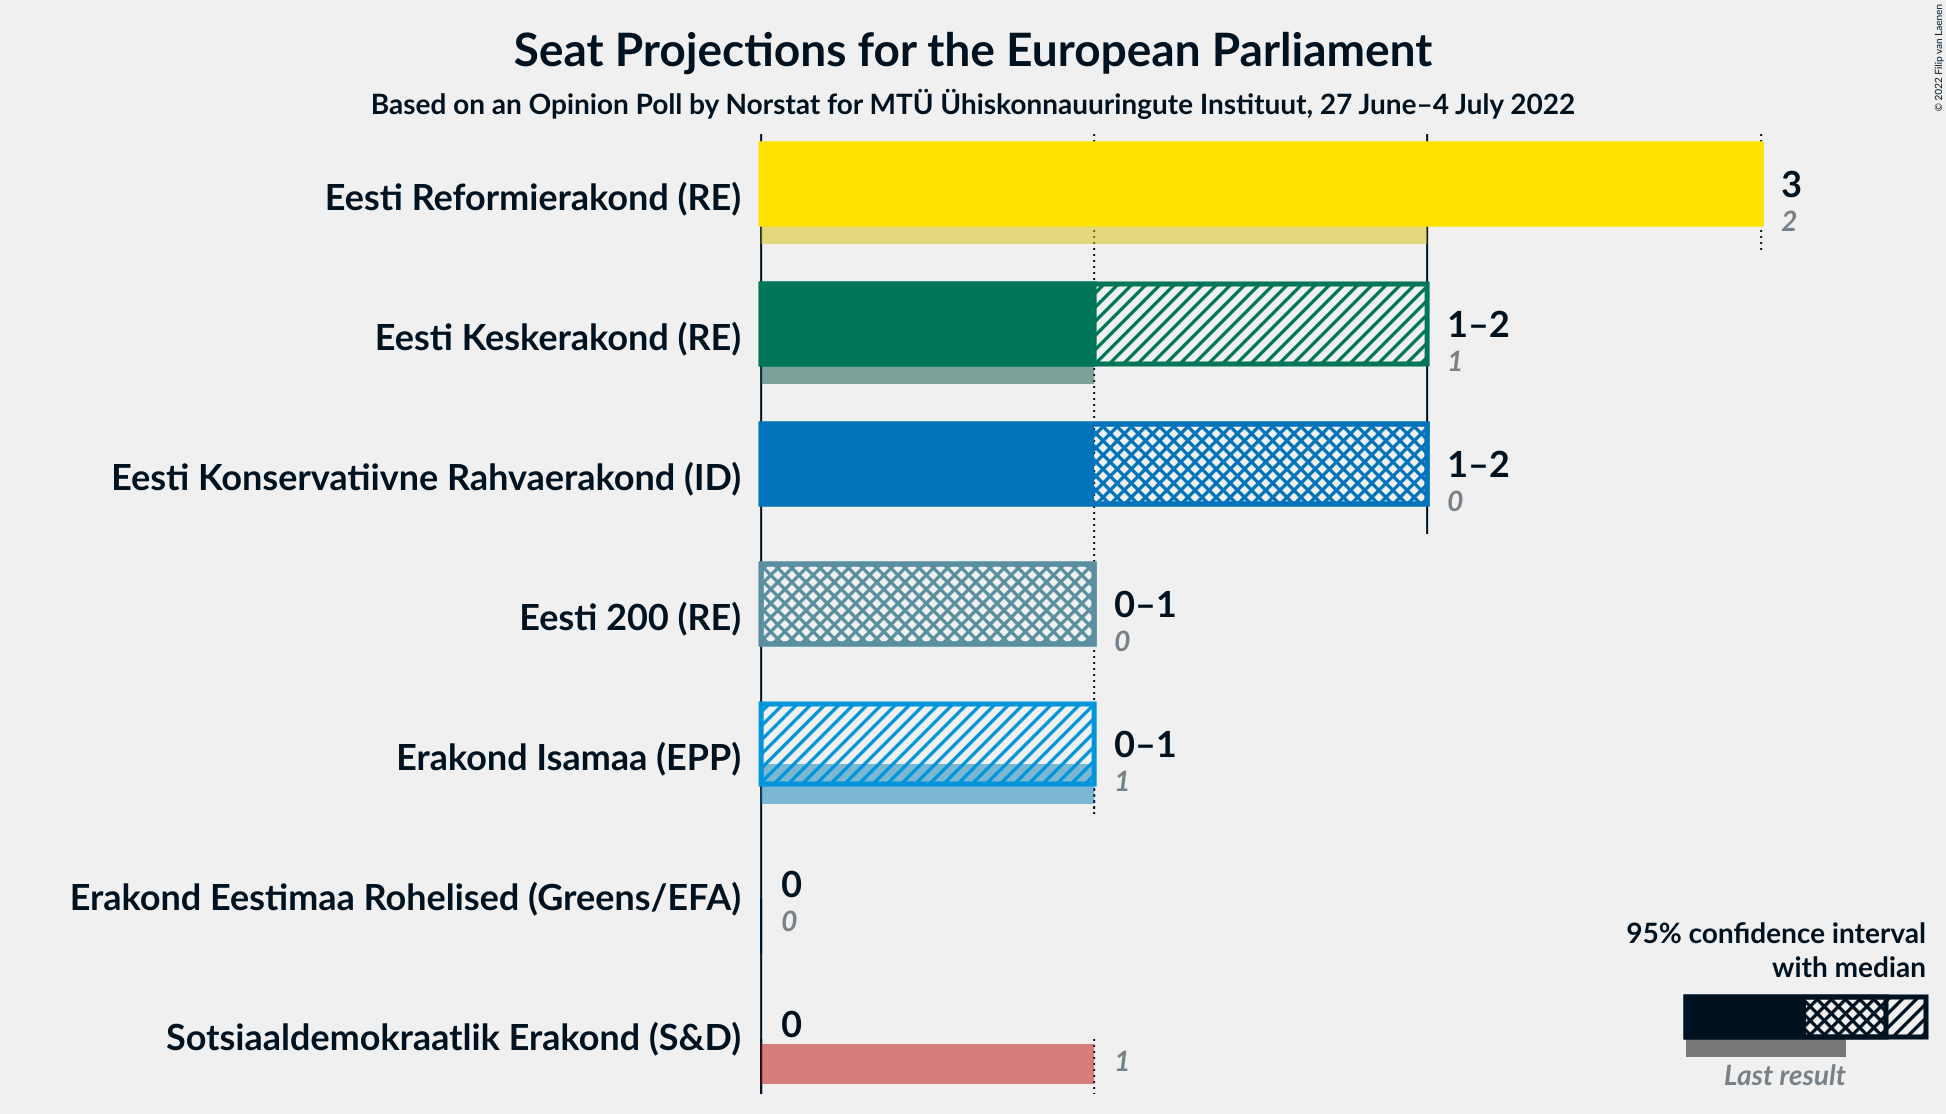 Seat Projections for the European Parliament
Based on an Opinion Poll by Norstat for MTÜ Ühiskonnauuringute Instituut, 27 June–4 July 2022
© 2022 Filip van Laenen
Eesti Reformierakond (RE)
3
2
Eesti Keskerakond (RE)
1–2
1
Eesti Konservatiivne Rahvaerakond (ID)
1–2
0
Eesti 200 (RE)
0–1
0
Erakond Isamaa (EPP)
0–1
1
Erakond Eestimaa Rohelised (Greens/EFA)
0
0
Sotsiaaldemokraatlik Erakond (S&D)
0
1
95% confidence interval
with median
Last result